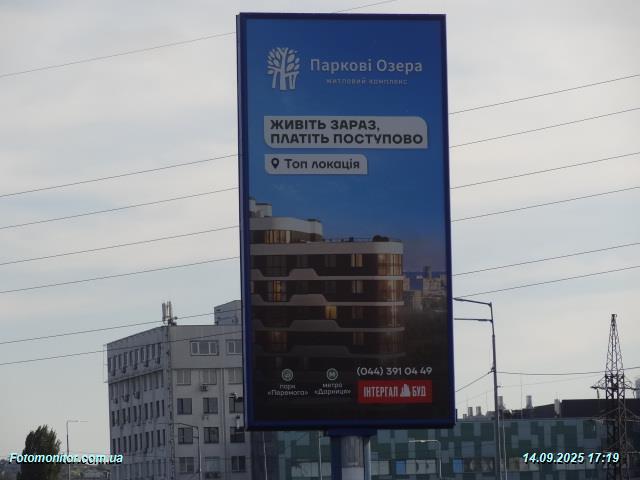 Паркові Озера
житловий комплекс
ЖИВІТЬ ЗАРАЗ,
ПЛАТІТЬ ПОСТУПОВО
Топ локація
(044) 391 04 49
парк
«Перемога»
метро
«Дарниця»
ІНТЕРГАЛ БУД
Fotomonitor.com.ua
14.09.2025 17:19